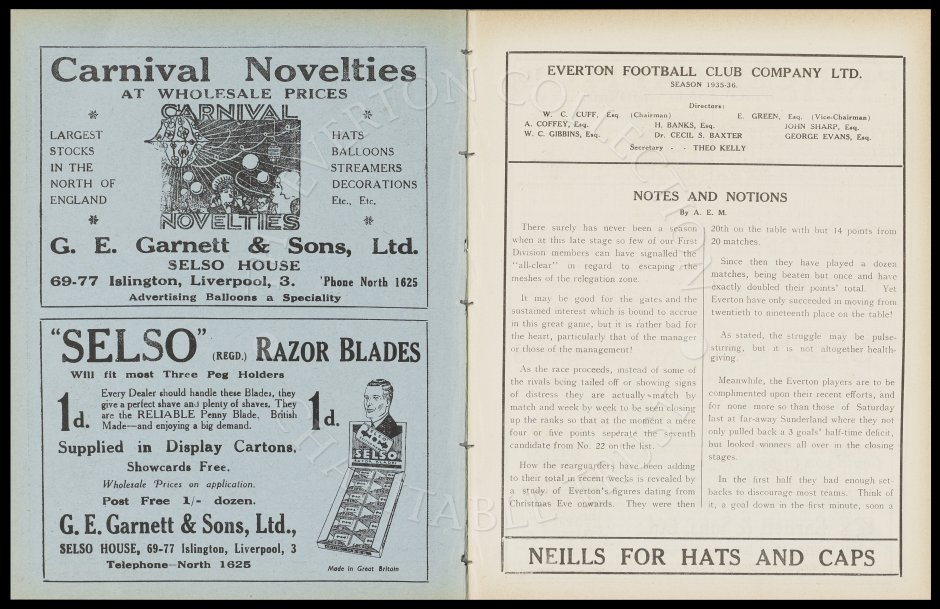 Carnival Novelties
AT WHOLESALE PRICES
CARNIVAL
NOVELTIES
LARGEST
STOCKS
IN THE
NORTH OF
ENGLAND
HATS
BALLOONS
STREAMERS
DECORATIONS
Etc., Etc.
G. E. Garnett & Sons, Ltd.
SELSO HOUSE
69-77 Islington, Liverpool, 3. 'Phone North 1625
Advertising Balloons a Speciality
"SELSO" (REGD.) RAZOR BLADES
Will fit most Three Peg Holders
1d. 1d.
Every Dealer should handle these Blades, they
give a perfect shave and plenty of shaves. They
are the RELIABLE Penny Blade. British
Made—and enjoying a big demand.
Supplied in Display Cartons.
Showcards Free.
Wholesale Prices on application.
Post Free 1/- dozen.
G. E. Garnett & Sons, Ltd.,
SELSO HOUSE, 69-77 Islington, Liverpool, 3
Telephone—North 1625
SELSO
RAZOR BLADES
Made in Great Britain
EVERTON FOOTBALL CLUB COMPANY LTD.
SEASON 1935-36.
Directors:
W. C. CUFF, Esq. (Chairman) E. GREEN, Esq. (Vice-Chairman)
A. COFFEY, Esq. H. BANKS, Esq. JOHN SHARP, Esq.
W. C. GIBBINS, Esq. Dr. CECIL S. BAXTER GEORGE EVANS, Esq.
Secretary - - THEO KELLY
NOTES AND NOTIONS
By A. E. M.
There surely has never been a season
when at this late stage so few of our First
Division members can have signalled the
"all-clear" in regard to escaping the
meshes of the relegation zone.
It may be good for the gates and the
sustained interest which is bound to accrue
in this great game, but it is rather bad for
the heart, particularly that of the manager
or those of the management!
As the race proceeds, instead of some of
the rivals being tailed off or showing signs
of distress they are actually match by
match and week by week to be seen closing
up the ranks so that at the moment a mere
four or five points seperate the seventh
candidate from No. 22 on the list.
How the rearguarders have been adding
to their total in recent weeks is revealed by
a study of Everton's figures dating from
Christmas Eve onwards. They were then
20th on the table with but 14 points from
20 matches.
Since then they have played a dozen
matches, being beaten but once and have
exactly doubled their points' total. Yet
Everton have only succeeded in moving from
twentieth to nineteenth place on the table!
As stated, the struggle may be pulse-
stirring, but it is not altogether health-
giving.
Meanwhile, the Everton players are to be
complimented upon their recent efforts, and
for none more so than those of Saturday
last at far-away Sunderland where they not
only pulled back a 3 goals' half-time deficit,
but looked winners all over in the closing
stages.
In the first half they had enough set-
backs to discourage most teams. Think of
it, a goal down in the first minute, soon a
NEILLS FOR HATS AND CAPS